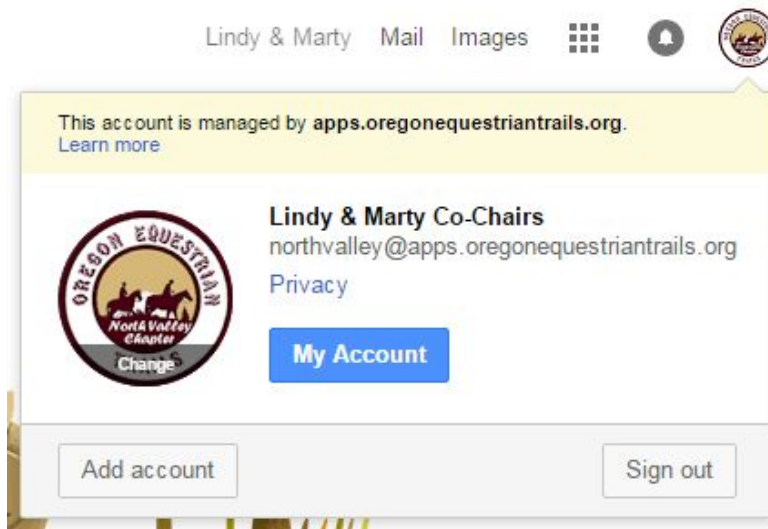 Lindy & Marty Mail Images
This account is managed by apps.oregonequestriantrails.org.
Learn more
Lindy & Marty Co-Chairs
northvalley@apps.oregonequestriantrails.org
Privacy
My Account
OREGON EQUESTRIAN
North Valley
Chapter
TRAILS
Change
Add account
Sign out